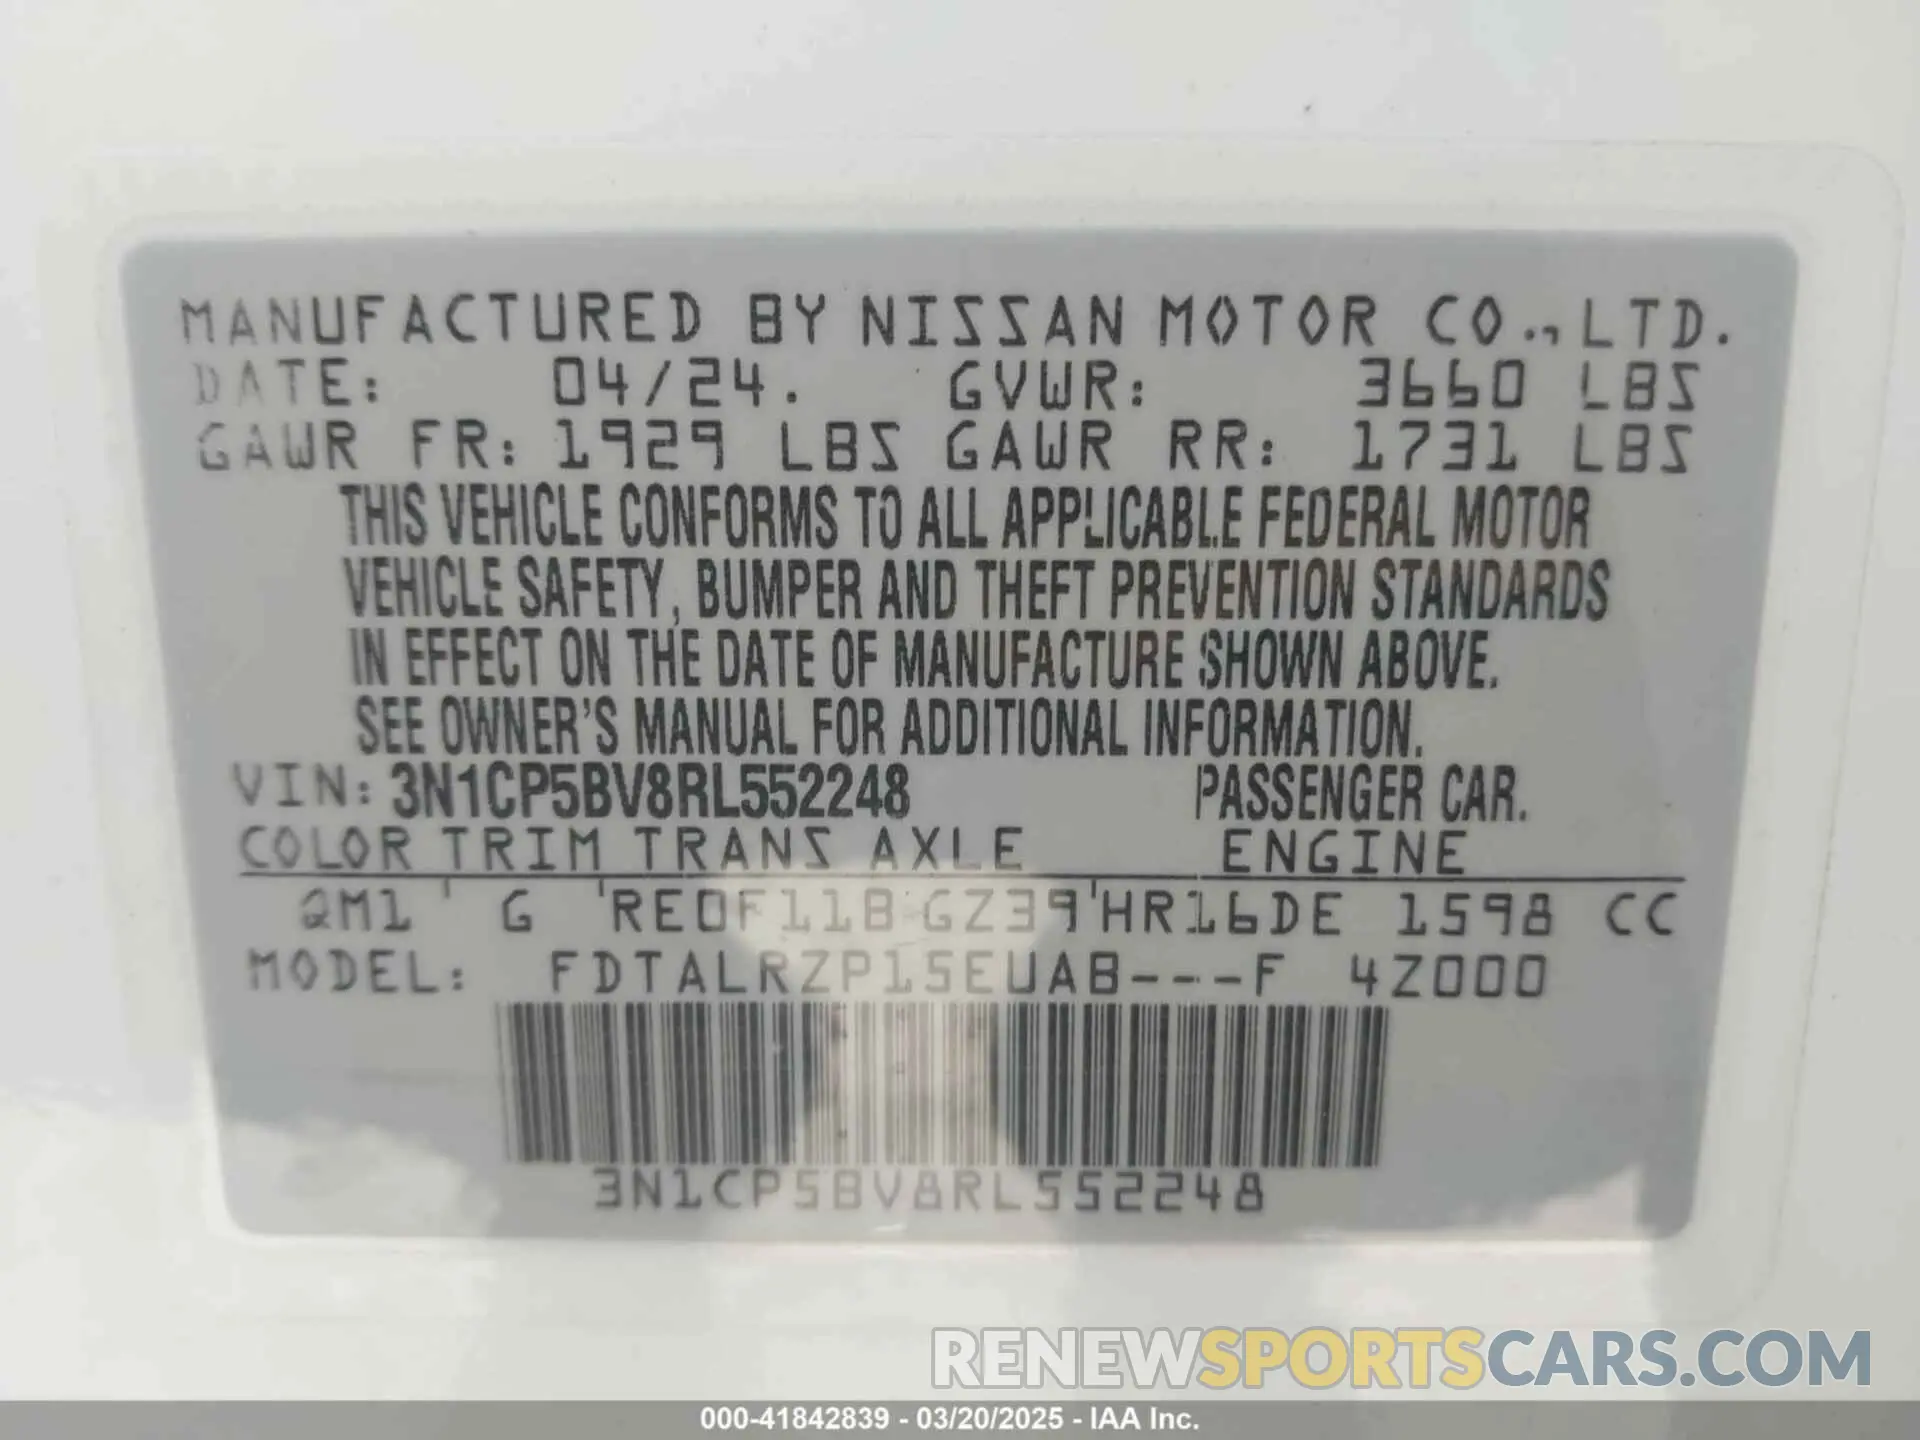 MANUFACTURED BY NISSAN MOTOR CO., LTD.
DATE: 04/24. GVWR: 3660 LBS
GAWR FR: 1929 LBS GAWR RR: 1731 LBS
THIS VEHICLE CONFORMS TO ALL APPLICABLE FEDERAL MOTOR
VEHICLE SAFETY, BUMPER AND THEFT PREVENTION STANDARDS
IN EFFECT ON THE DATE OF MANUFACTURE SHOWN ABOVE.
SEE OWNER'S MANUAL FOR ADDITIONAL INFORMATION.
VIN: 3N1CP5BV8RL552248 PASSENGER CAR.
COLOR TRIM TRANS AXLE ENGINE
QM1 ' G 'RE0F11B GZ39'HR16DE 1598 CC
MODEL: FDTALRZP15EUAB---F 4Z000
3N1CP5BV8RL552248
RENEWSPORTSCARS.COM
000-41842839 - 03/20/2025 - IAA Inc.